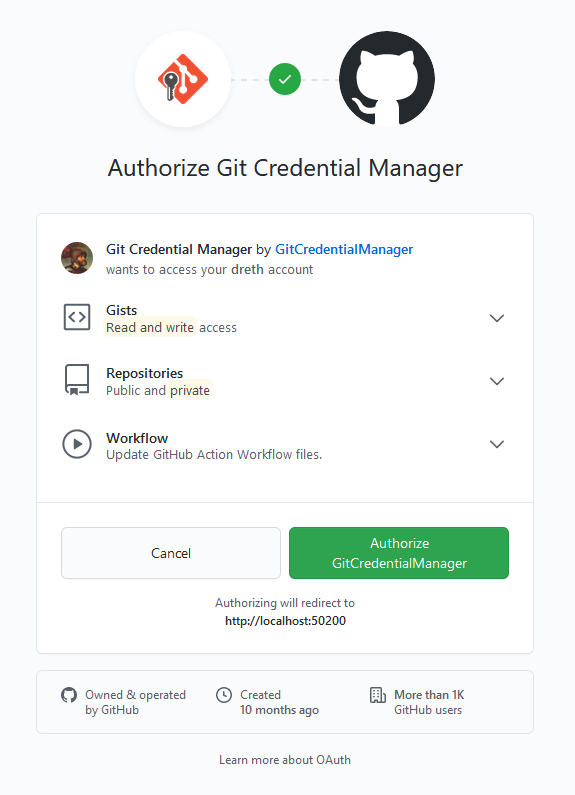 Authorize Git Credential Manager
Git Credential Manager by GitCredentialManager
wants to access your dreth account
Gists
Read and write access
Repositories
Public and private
Workflow
Update GitHub Action Workflow files.
Cancel
Authorize
GitCredentialManager
Authorizing will redirect to
http://localhost:50200
Owned & operated
by GitHub
Created
10 months ago
More than 1K
GitHub users
Learn more about OAuth